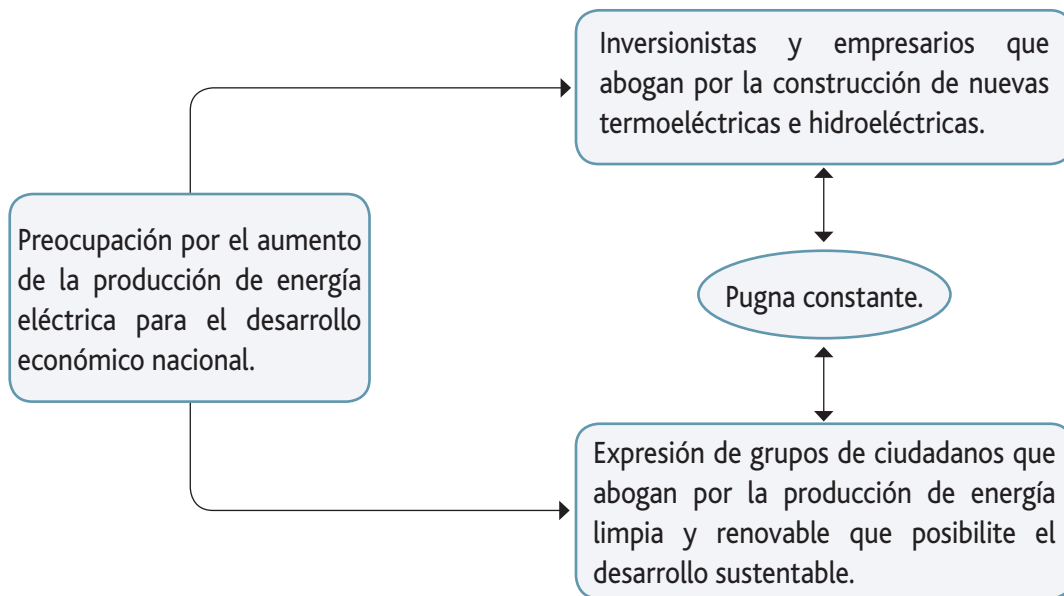 Inversionistas y empresarios que
abogan por la construcción de nuevas
termoeléctricas e hidroeléctricas.
Preocupación por el aumento
de la producción de energía
eléctrica para el desarrollo
económico nacional.
Pugna constante.
Expresión de grupos de ciudadanos que
abogan por la producción de energía
limpia y renovable que posibilite el
desarrollo sustentable.